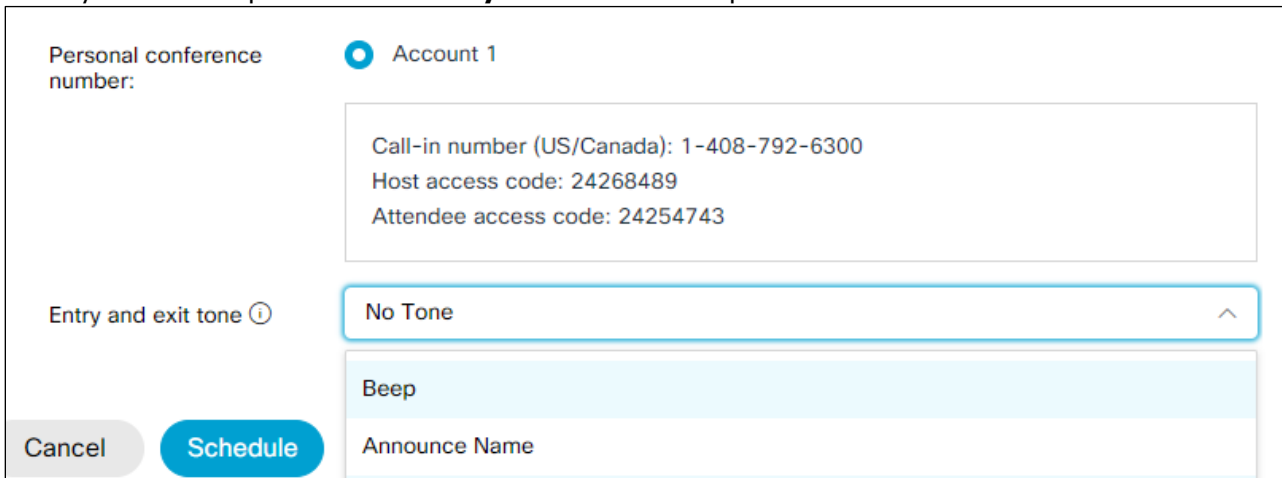 Personal conference
number:
Account 1
Call-in number (US/Canada): 1-408-792-6300
Host access code: 24268489
Attendee access code: 24254743
Entry and exit tone
No Tone
Beep
Announce Name
Cancel
Schedule